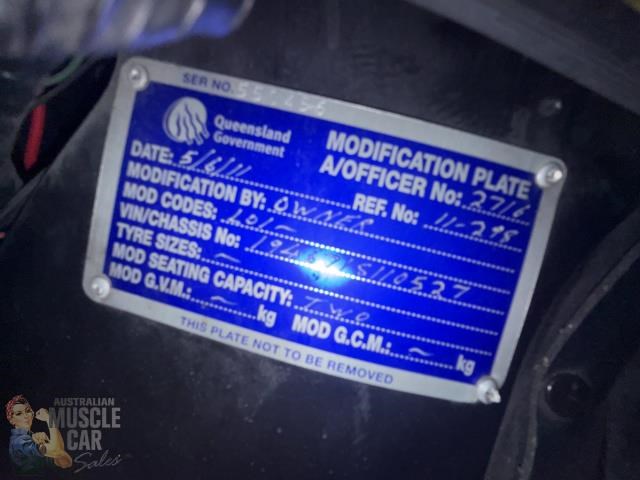 SER NO.
Queensland
Government
MODIFICATION PLATE
A/OFFICER No: 2716
DATE: 5/6/11
REF. No: 11-298
MODIFICATION BY: OWNER
MOD CODES: LO1-
VIN/CHASSIS No:
TYRE SIZES: ~
MOD SEATING CAPACITY: TWO
MOD G.V.M: ~ kg MOD G.C.M.: ~ kg
THIS PLATE NOT TO BE REMOVED
AUSTRALIAN
MUSCLE
CAR
Sales